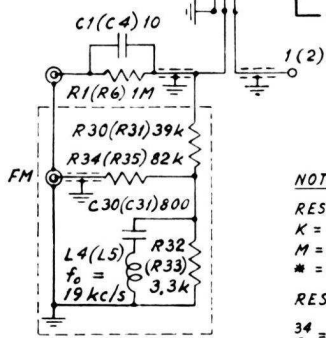 C1(C4)10
1(2)
R1(R6) 1M
R30(R31)39k
R34(R35) 82k
FM
C30(C31)800
NOT
RES
K =
M =
* =
L4(L5)
f₀ =
19 kc/s
R32
(R33)
3,3k
RES
34 =